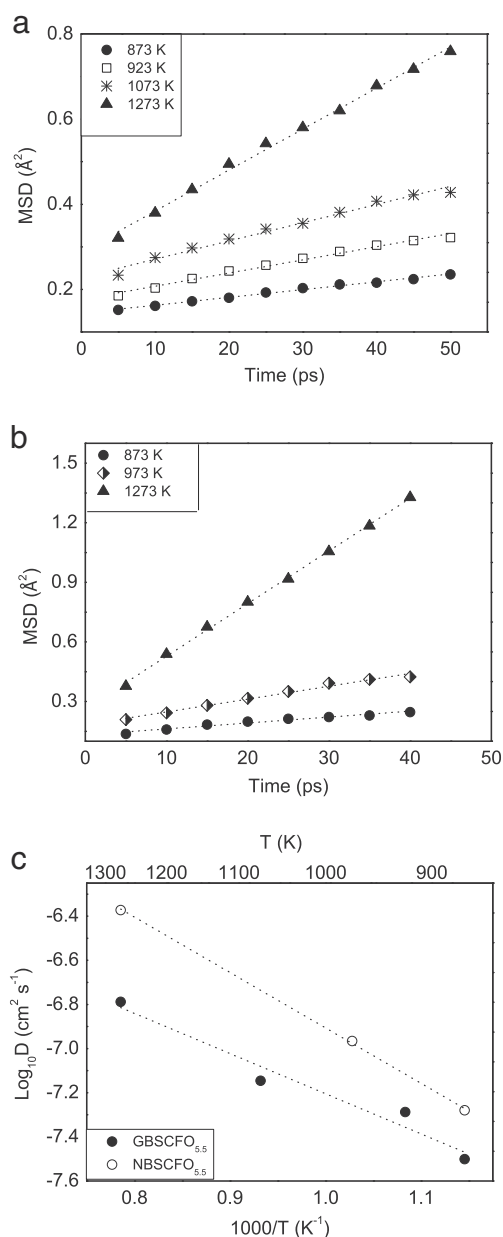 a
0.8
0.6
0.4
0.2
MSD (Å²)
873 K
923 K
1073 K
1273 K
0 10 20 30 40 50
Time (ps)
b
1.5
1.2
0.9
0.6
0.3
MSD (Å²)
873 K
973 K
1273 K
0 10 20 30 40 50
Time (ps)
c
T (K)
1300 1200 1100 1000 900
-6.4
-6.6
-6.8
-7.0
-7.2
-7.4
-7.6
Log₁₀D (cm² s⁻¹)
GBSCFO₅.₅
NBSCFO₅.₅
0.8 0.9 1.0 1.1
1000/T (K⁻¹)